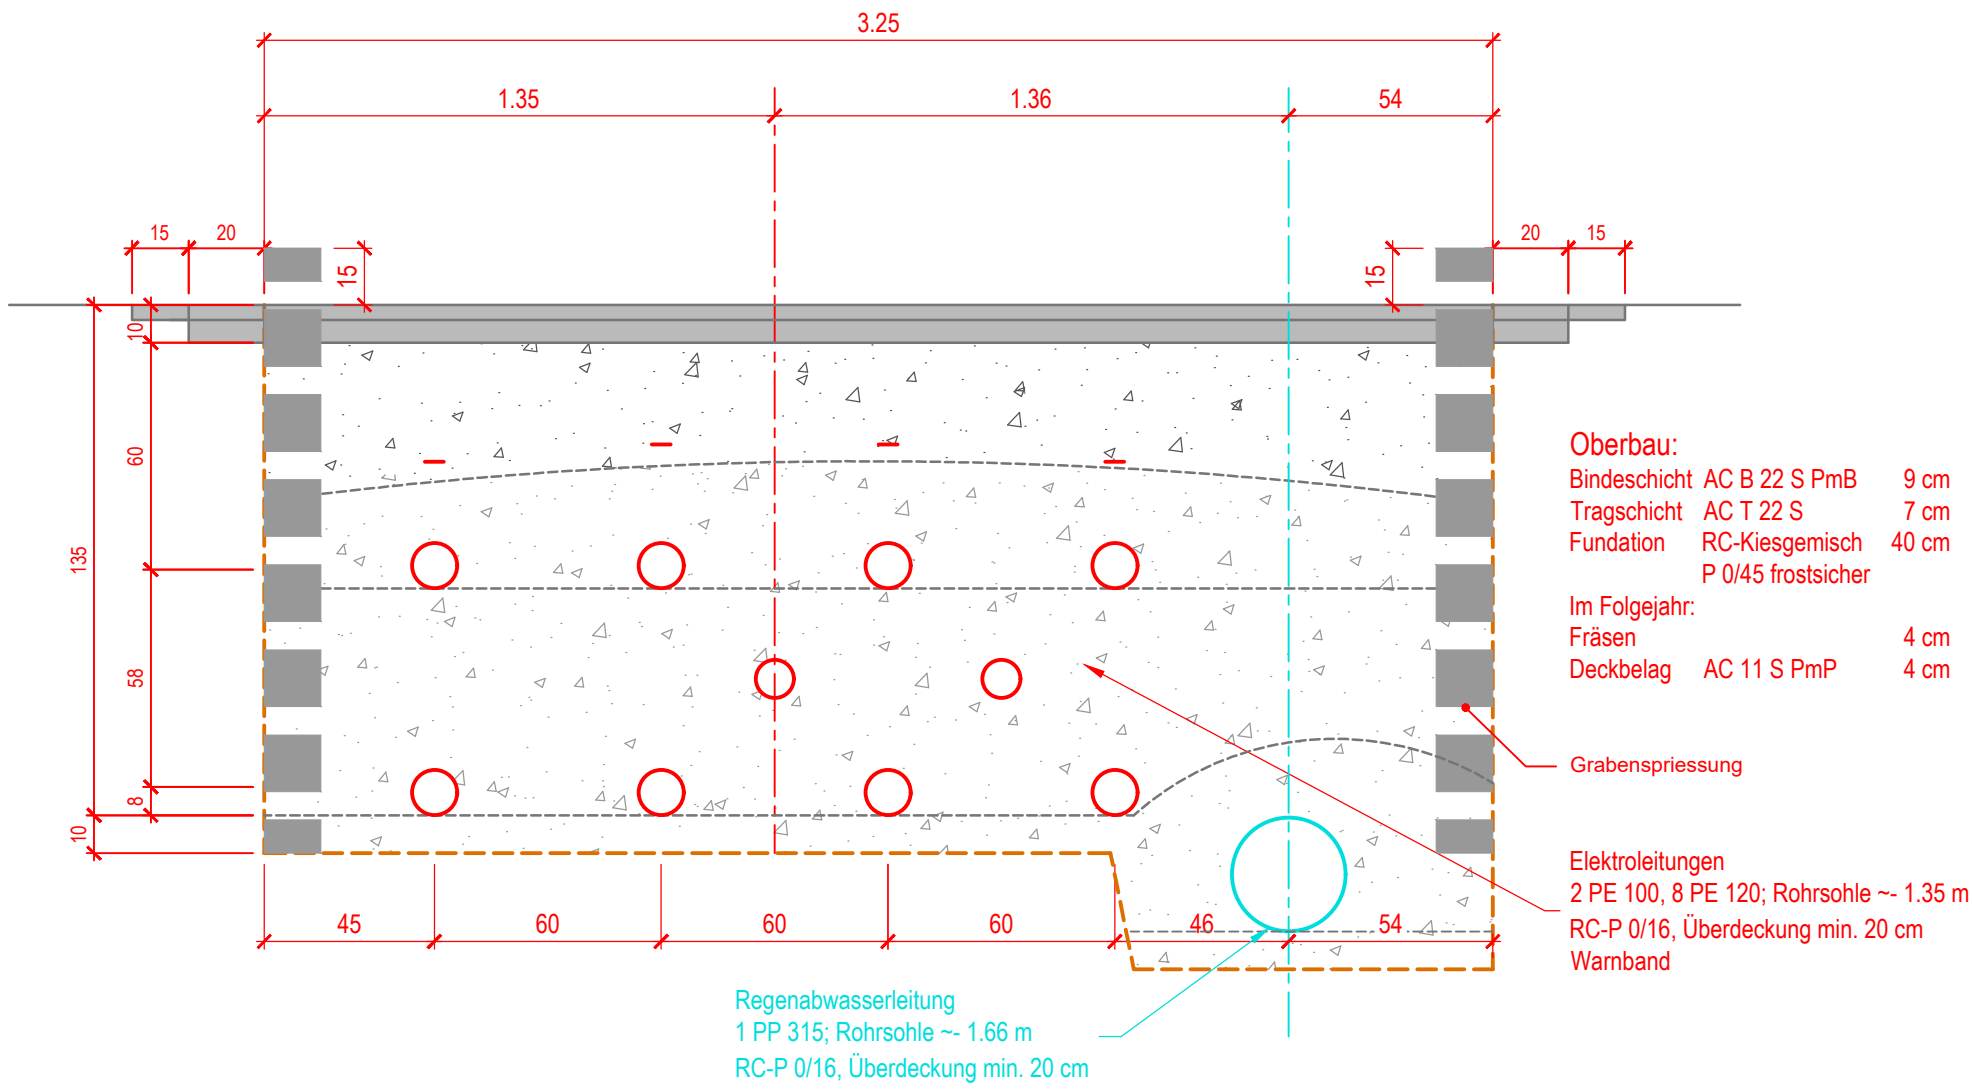 3.25
1.35
1.36
54
15
20
15
15
20
15
10
60
135
58
8
10
Oberbau:
Bindeschicht AC B 22 S PmB 9 cm
Tragschicht AC T 22 S 7 cm
Fundation RC-Kiesgemisch 40 cm
P 0/45 frostsicher
Im Folgejahr:
Fräsen 4 cm
Deckbelag AC 11 S PmP 4 cm
Grabenspriessung
Elektroleitungen
2 PE 100, 8 PE 120; Rohrsohle ~- 1.35 m
RC-P 0/16, Überdeckung min. 20 cm
Warnband
45
60
60
60
46
54
Regenabwasserleitung
1 PP 315; Rohrsohle ~- 1.66 m
RC-P 0/16, Überdeckung min. 20 cm